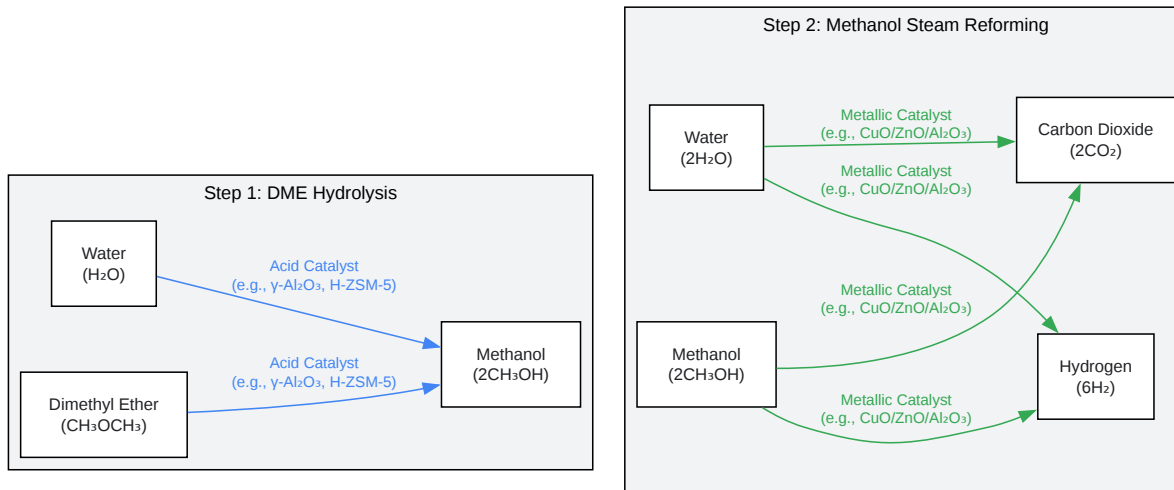 Step 1: DME Hydrolysis
Water
(H₂O)
Acid Catalyst
(e.g., γ-Al₂O₃, H-ZSM-5)
Dimethyl Ether
(CH₃OCH₃)
Acid Catalyst
(e.g., γ-Al₂O₃, H-ZSM-5)
Methanol
(2CH₃OH)
Step 2: Methanol Steam Reforming
Water
(2H₂O)
Metallic Catalyst
(e.g., CuO/ZnO/Al₂O₃)
Metallic Catalyst
(e.g., CuO/ZnO/Al₂O₃)
Carbon Dioxide
(2CO₂)
Methanol
(2CH₃OH)
Metallic Catalyst
(e.g., CuO/ZnO/Al₂O₃)
Metallic Catalyst
(e.g., CuO/ZnO/Al₂O₃)
Hydrogen
(6H₂)